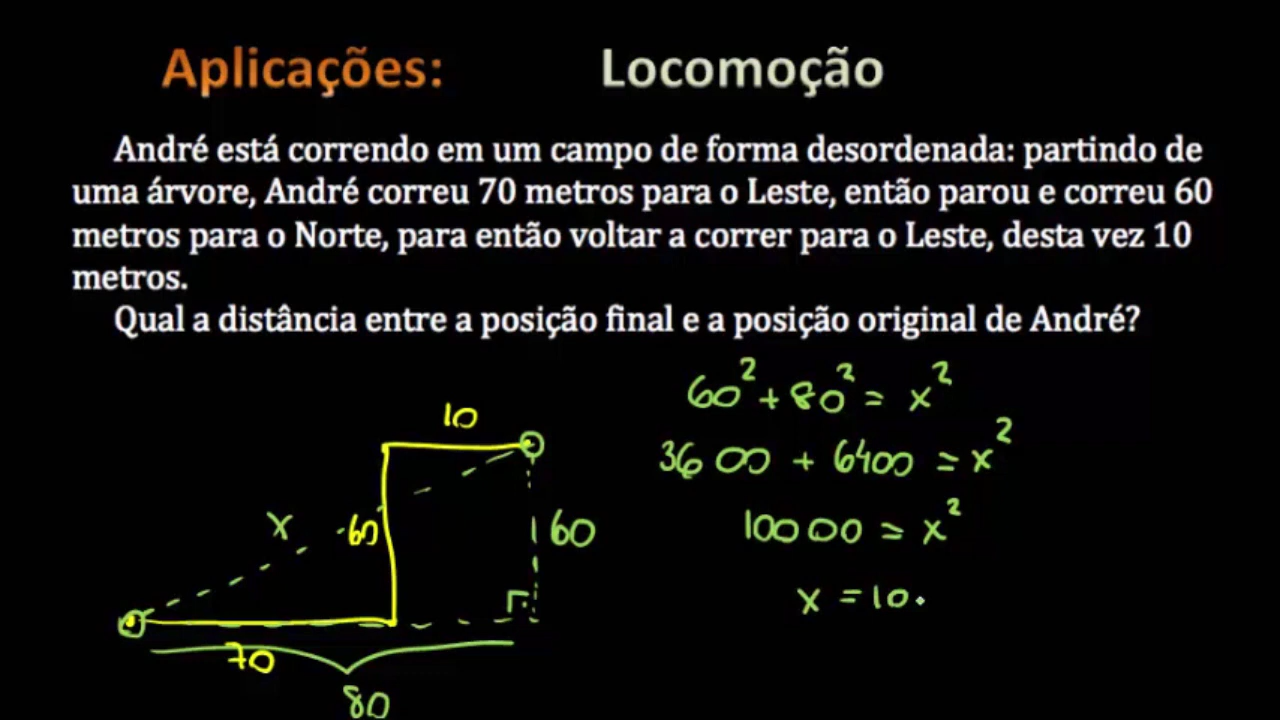 Aplicações: Locomoção
André está correndo em um campo de forma desordenada: partindo de
uma árvore, André correu 70 metros para o Leste, então parou e correu 60
metros para o Norte, para então voltar a correr para o Leste, desta vez 10
metros.
Qual a distância entre a posição final e a posição original de André?
60² + 80² = x²
3600 + 6400 = x²
10000 = x²
x = 10.
10
x
60
60
70
80